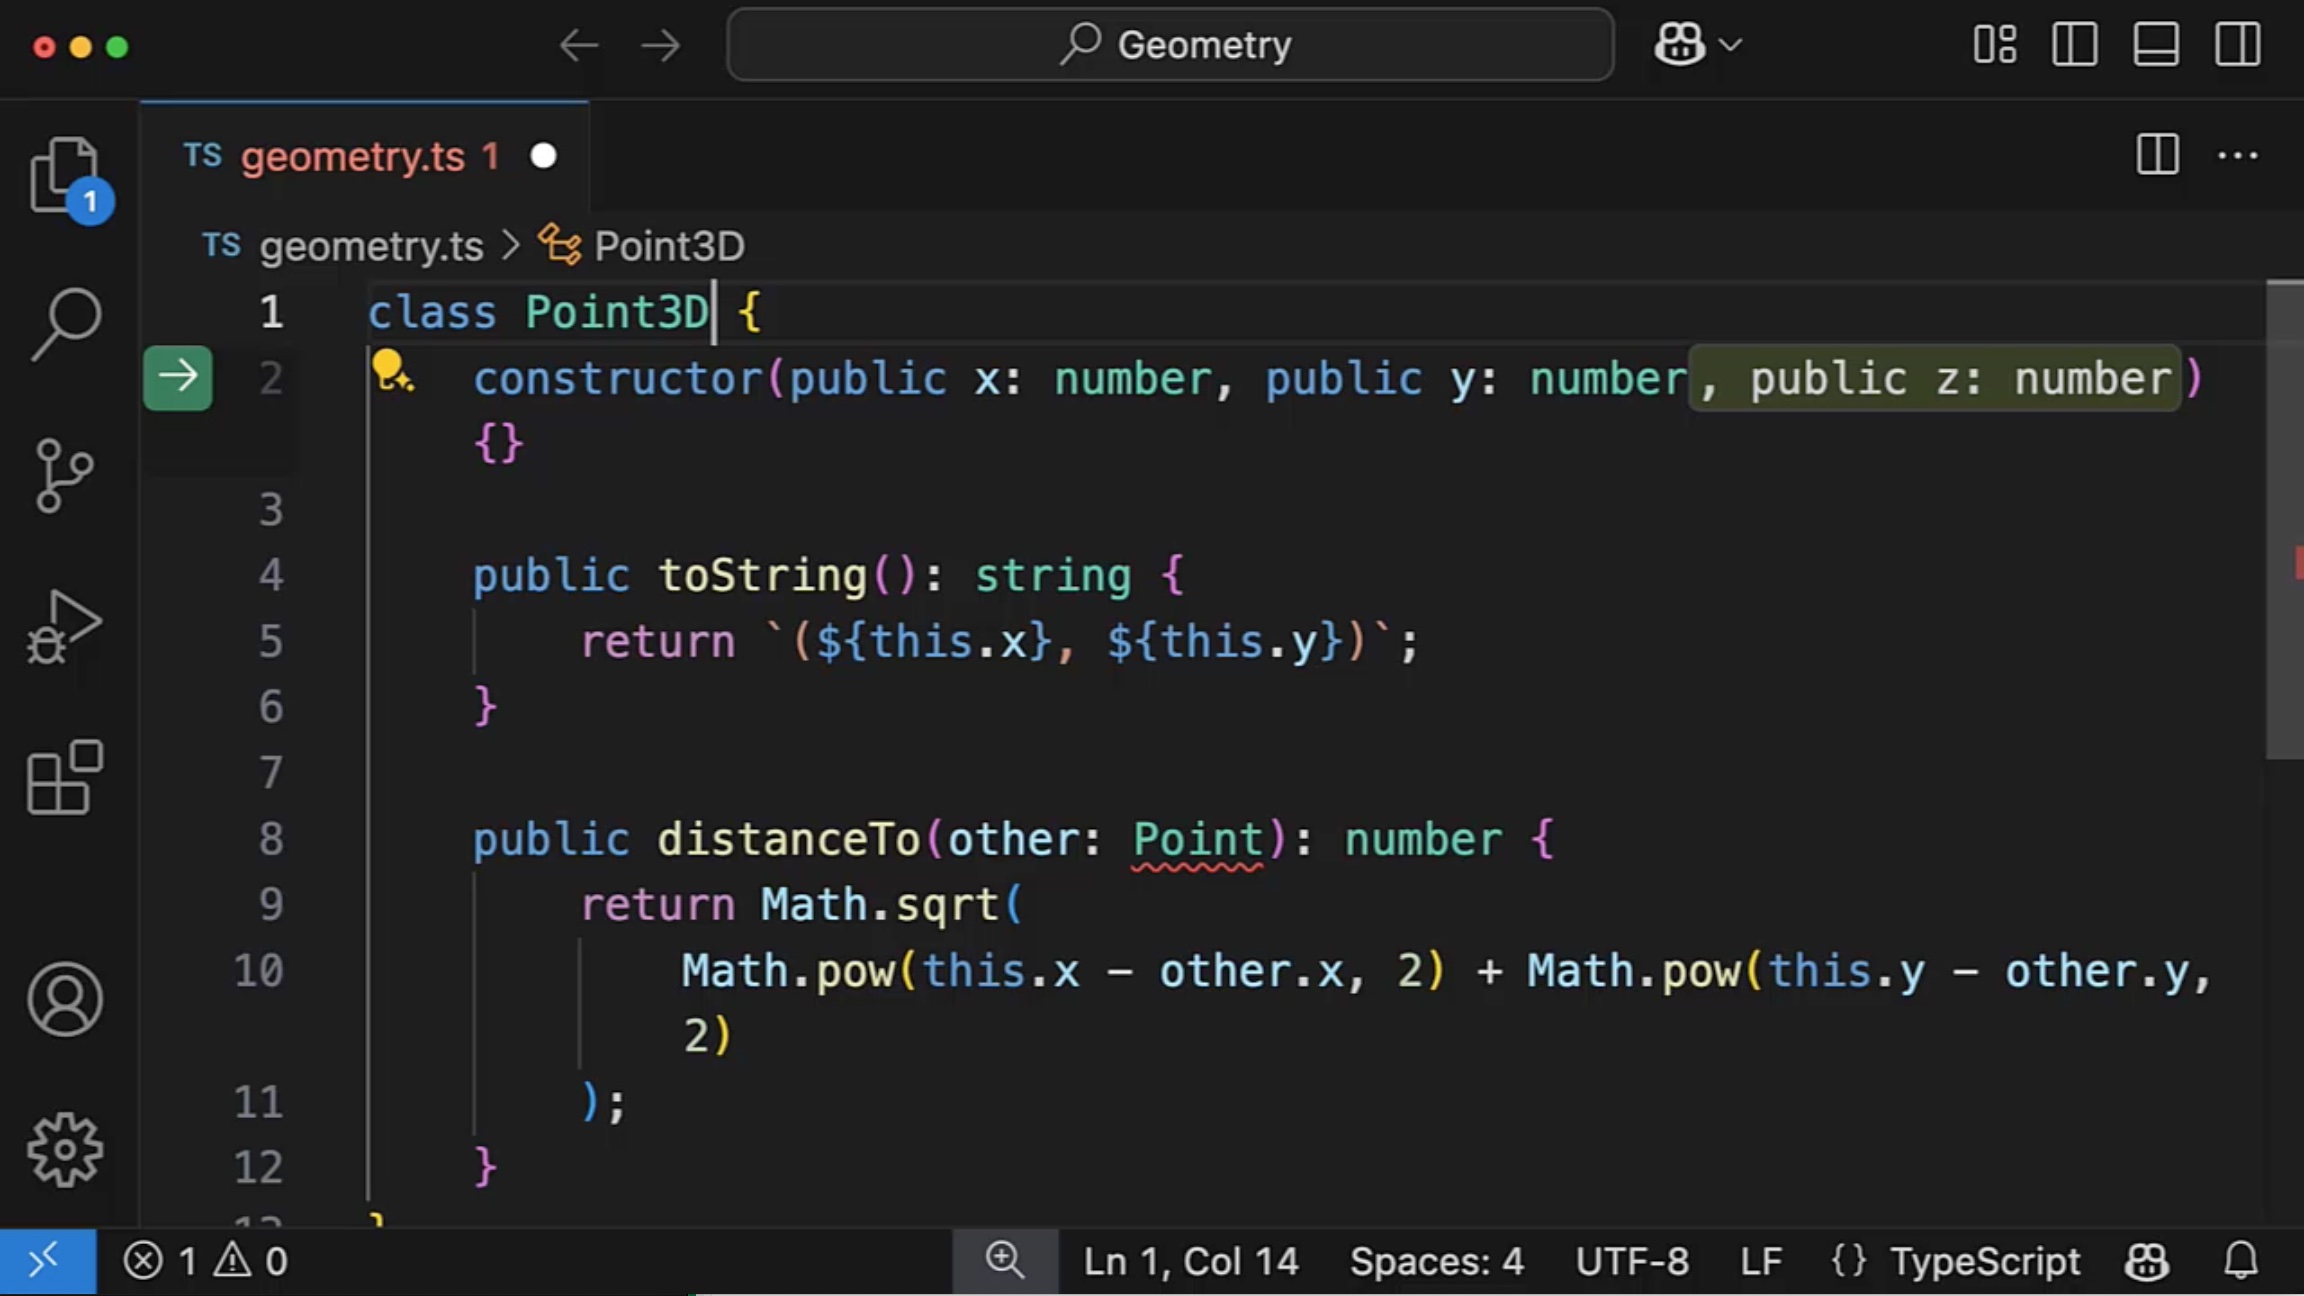 Geometry
TS geometry.ts 1
1
TS geometry.ts > Point3D
1 class Point3D {
2 constructor(public x: number, public y: number, public z: number)
{}
3
4 public toString(): string {
5 return `(${this.x}, ${this.y})`;
6 }
7
8 public distanceTo(other: Point): number {
9 return Math.sqrt(
10 Math.pow(this.x - other.x, 2) + Math.pow(this.y - other.y,
2)
11 );
12 }
13 }
1 0 Ln 1, Col 14 Spaces: 4 UTF-8 LF {} TypeScript